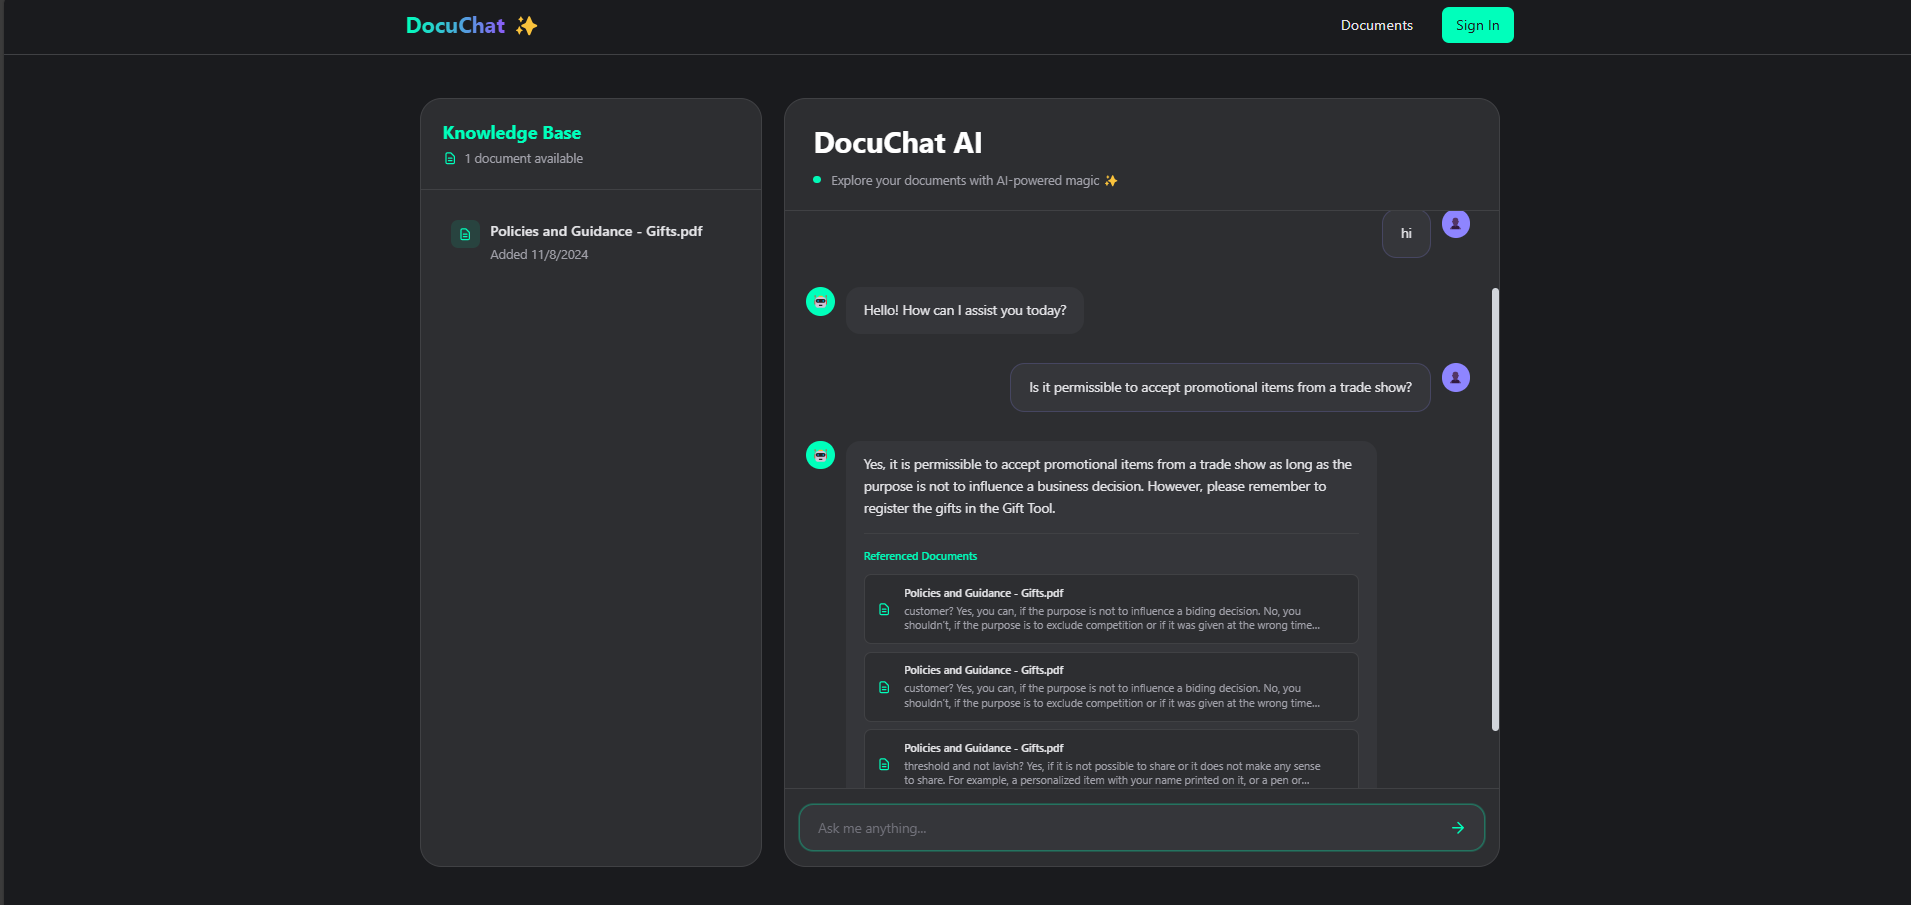 DocuChat
Documents
Sign In
Knowledge Base
1 document available
Policies and Guidance - Gifts.pdf
Added 11/8/2024
DocuChat AI
Explore your documents with AI-powered magic
hi
Hello! How can I assist you today?
Is it permissible to accept promotional items from a trade show?
Yes, it is permissible to accept promotional items from a trade show as long as the
purpose is not to influence a business decision. However, please remember to
register the gifts in the Gift Tool.
Referenced Documents
Policies and Guidance - Gifts.pdf
customer? Yes, you can, if the purpose is not to influence a biding decision. No, you
shouldn't, if the purpose is to exclude competition or if it was given at the wrong time...
Policies and Guidance - Gifts.pdf
customer? Yes, you can, if the purpose is not to influence a biding decision. No, you
shouldn't, if the purpose is to exclude competition or if it was given at the wrong time...
Policies and Guidance - Gifts.pdf
threshold and not lavish? Yes, if it is not possible to share or it does not make any sense
to share. For example, a personalized item with your name printed on it, or a pen or...
Ask me anything...